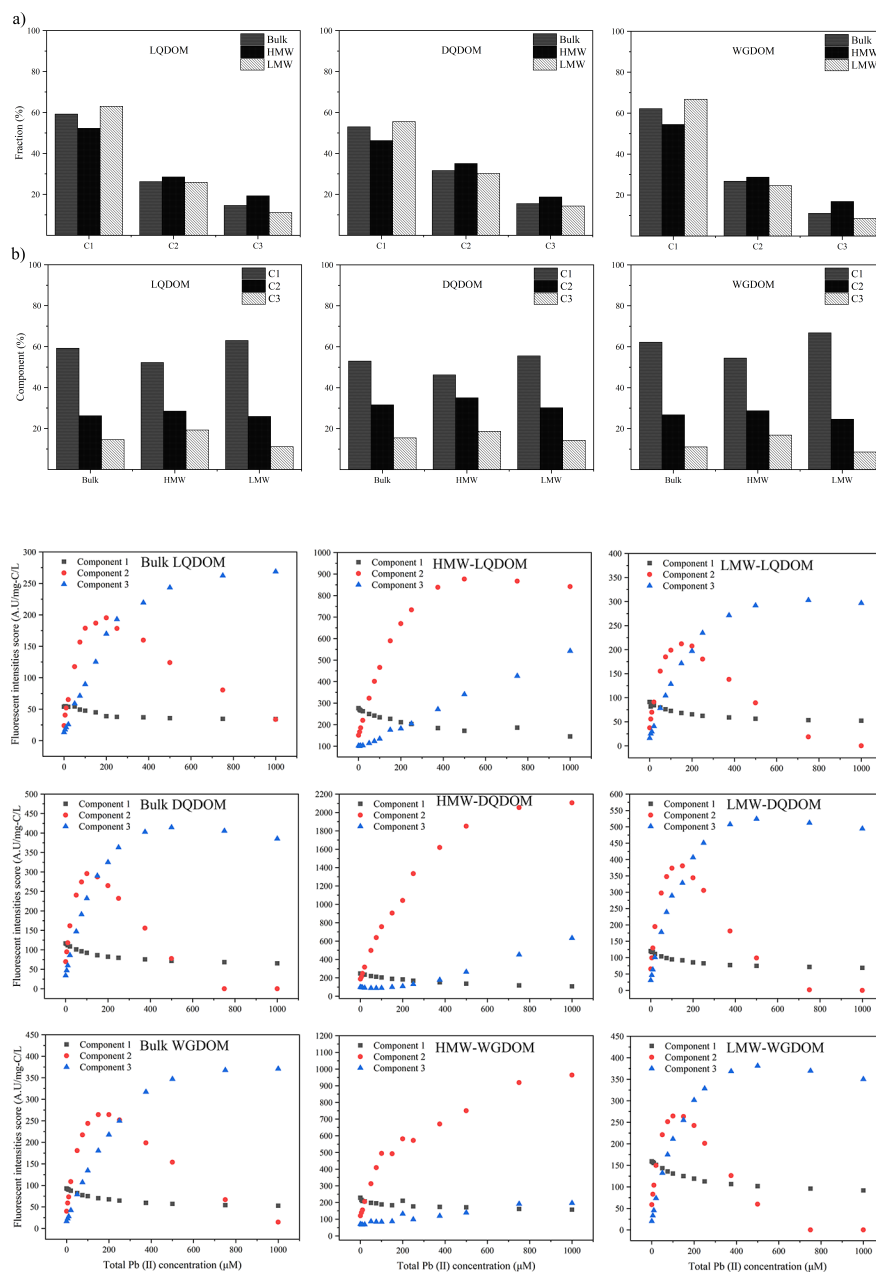 a)
LQDOM
Bulk
HMW
LMW
DQDOM
Bulk
HMW
LMW
WGDOM
Bulk
HMW
LMW
Fraction (%)
100
80
60
40
20
C1 C2 C3
100
80
60
40
20
C1 C2 C3
100
80
60
40
20
C1 C2 C3
b)
LQDOM
C1
C2
C3
DQDOM
C1
C2
C3
WGDOM
C1
C2
C3
Component (%)
100
80
60
40
20
Bulk HMW LMW
100
80
60
40
20
Bulk HMW LMW
100
80
60
40
20
Bulk HMW LMW
Bulk LQDOM
Component 1
Component 2
Component 3
Fluorescent intensities score (A.U/mg-C/L)
300
250
200
150
100
50
0
0 200 400 600 800 1000
HMW-LQDOM
Component 1
Component 2
Component 3
1000
900
800
700
600
500
400
300
200
100
0 200 400 600 800 1000
LMW-LQDOM
Component 1
Component 2
Component 3
400
350
300
250
200
150
100
50
0
0 200 400 600 800 1000
Bulk DQDOM
Component 1
Component 2
Component 3
Fluorescent intensities score (A.U/mg-C/L)
500
450
400
350
300
250
200
150
100
50
0
0 200 400 600 800 1000
HMW-DQDOM
Component 1
Component 2
Component 3
2200
2000
1800
1600
1400
1200
1000
800
600
400
200
0
0 200 400 600 800 1000
LMW-DQDOM
Component 1
Component 2
Component 3
600
550
500
450
400
350
300
250
200
150
100
50
0
0 200 400 600 800 1000
Bulk WGDOM
Component 1
Component 2
Component 3
Fluorescent intensities score (A.U/mg-C/L)
450
400
350
300
250
200
150
100
50
0
0 200 400 600 800 1000
Total Pb (II) concentration (μM)
HMW-WGDOM
Component 1
Component 2
Component 3
1200
1100
1000
900
800
700
600
500
400
300
200
100
0
0 200 400 600 800 1000
Total Pb (II) concentration (μM)
LMW-WGDOM
Component 1
Component 2
Component 3
450
400
350
300
250
200
150
100
50
0
0 200 400 600 800 1000
Total Pb (II) concentration (μM)